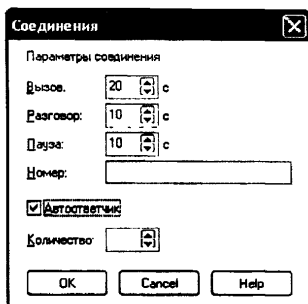 Соединения
Параметры соединения
Вызов: 20 с
Разговор: 10 с
Пауза: 10 с
Номер:
Автоответчик
Количество:
OK Cancel Help